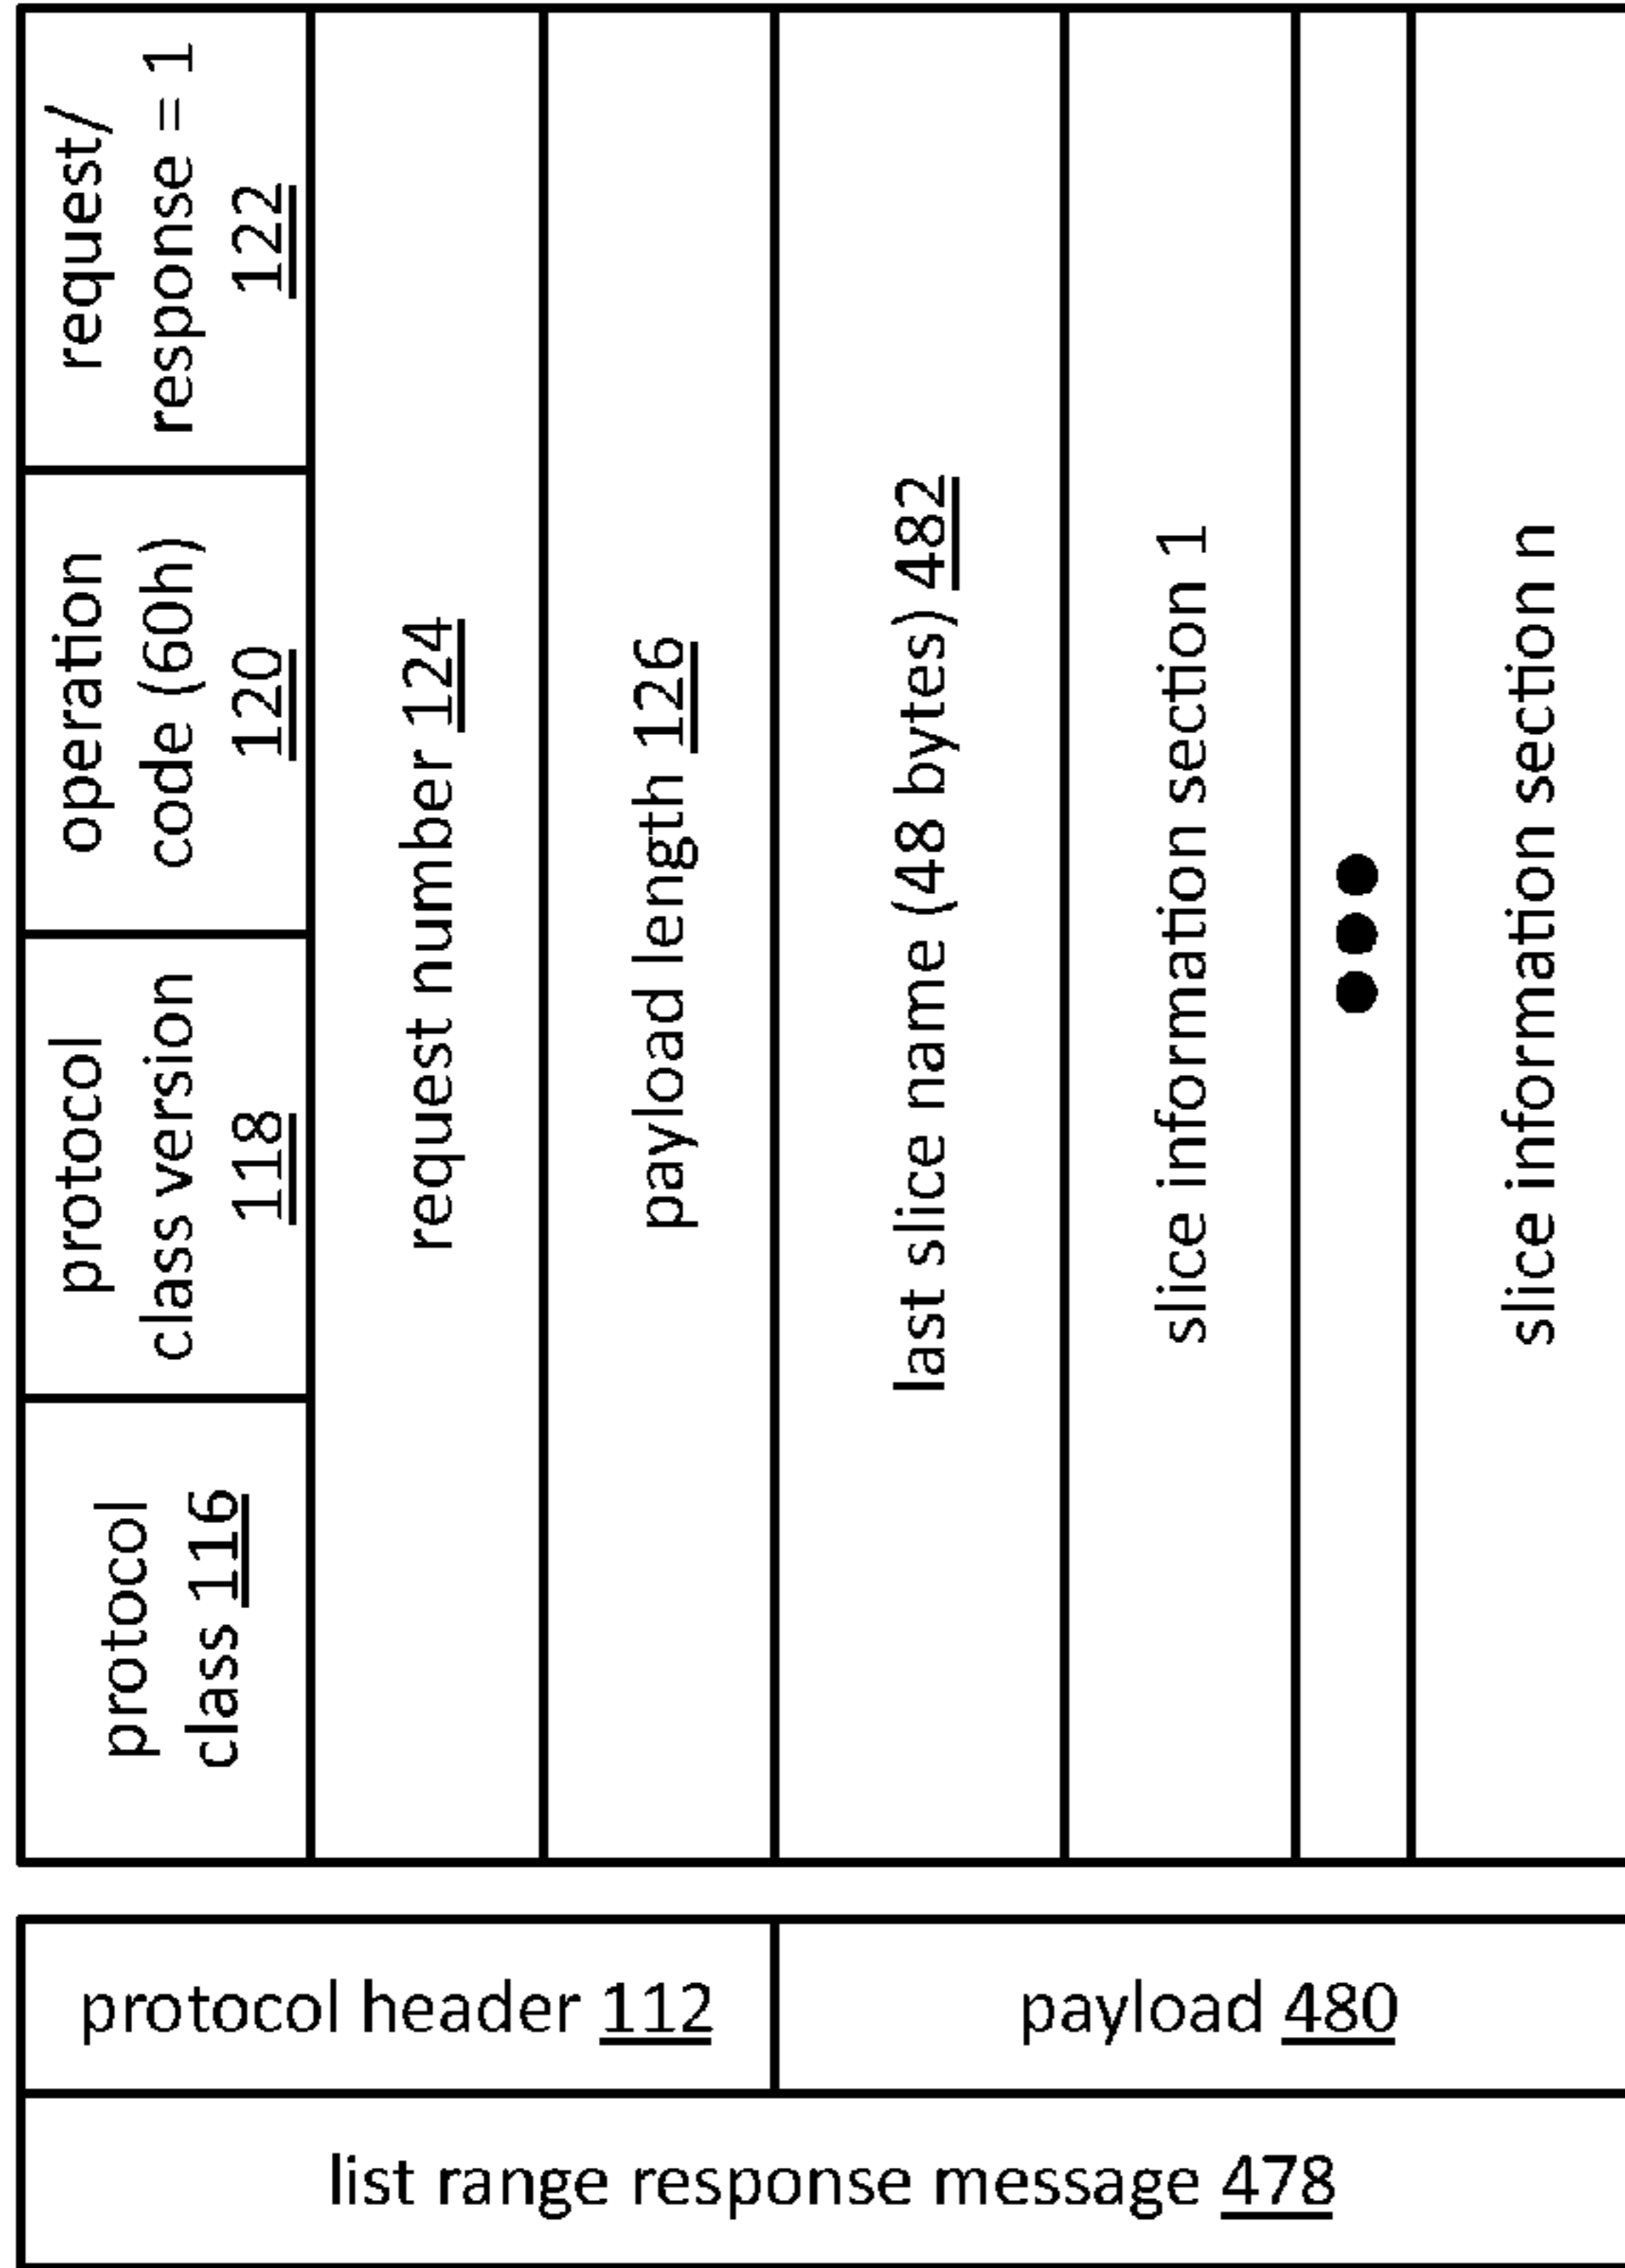 protocol
class 116
protocol
class version
118
operation
code (60h)
120
request/
response = 1
122
request number 124
payload length 126
last slice name (48 bytes) 482
slice information section 1
slice information section n
protocol header 112
payload 480
list range response message 478